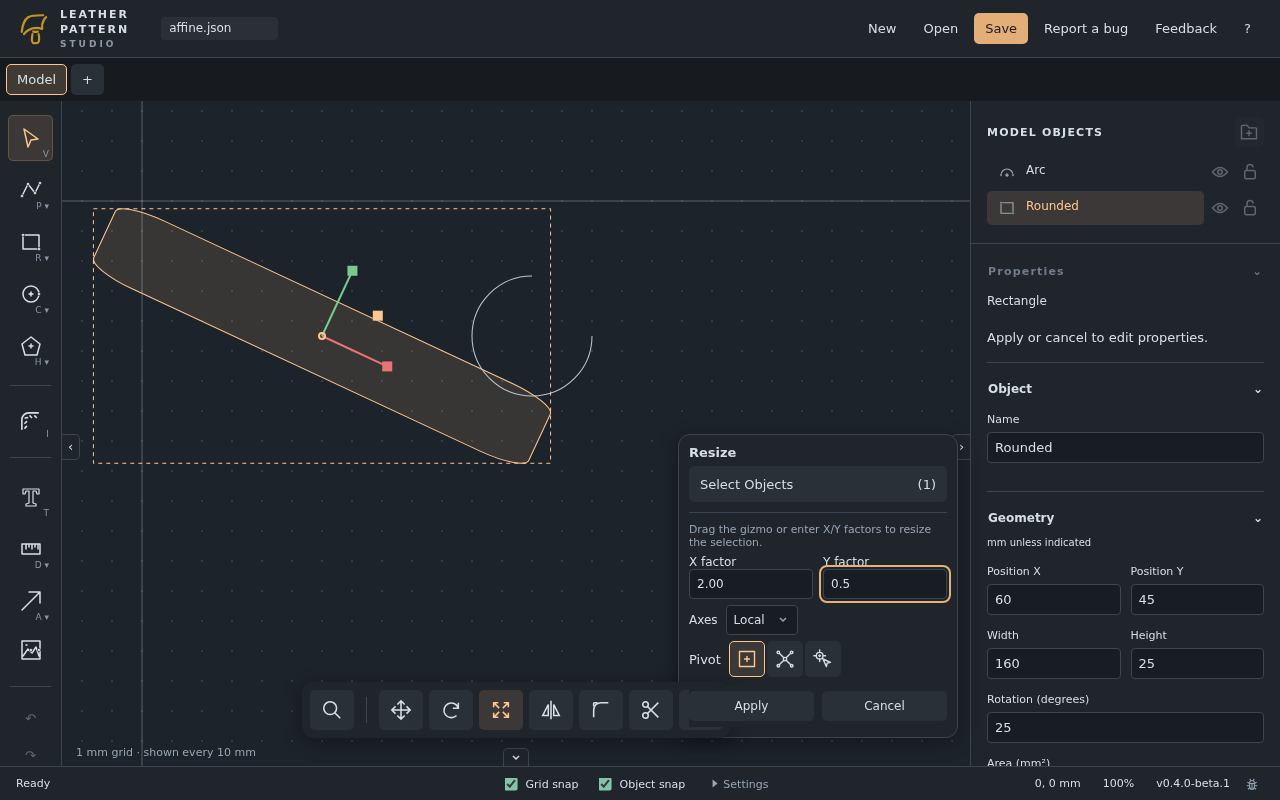 LEATHER
PATTERN
STUDIO
affine.json
New
Open
Save
Report a bug
Feedback
?
Model
+
V
P
R
C
H
I
T
D
A
MODEL OBJECTS
Arc
Rounded
Properties
Rectangle
Apply or cancel to edit properties.
Object
Name
Rounded
Geometry
mm unless indicated
Position X
Position Y
60
45
Width
Height
160
25
Rotation (degrees)
25
Area (mm²)
Resize
Select Objects
(1)
Drag the gizmo or enter X/Y factors to resize
the selection.
X factor
Y factor
2.00
0.5
Axes
Local
Pivot
Apply
Cancel
1 mm grid · shown every 10 mm
Ready
Grid snap
Object snap
Settings
0, 0 mm
100%
v0.4.0-beta.1